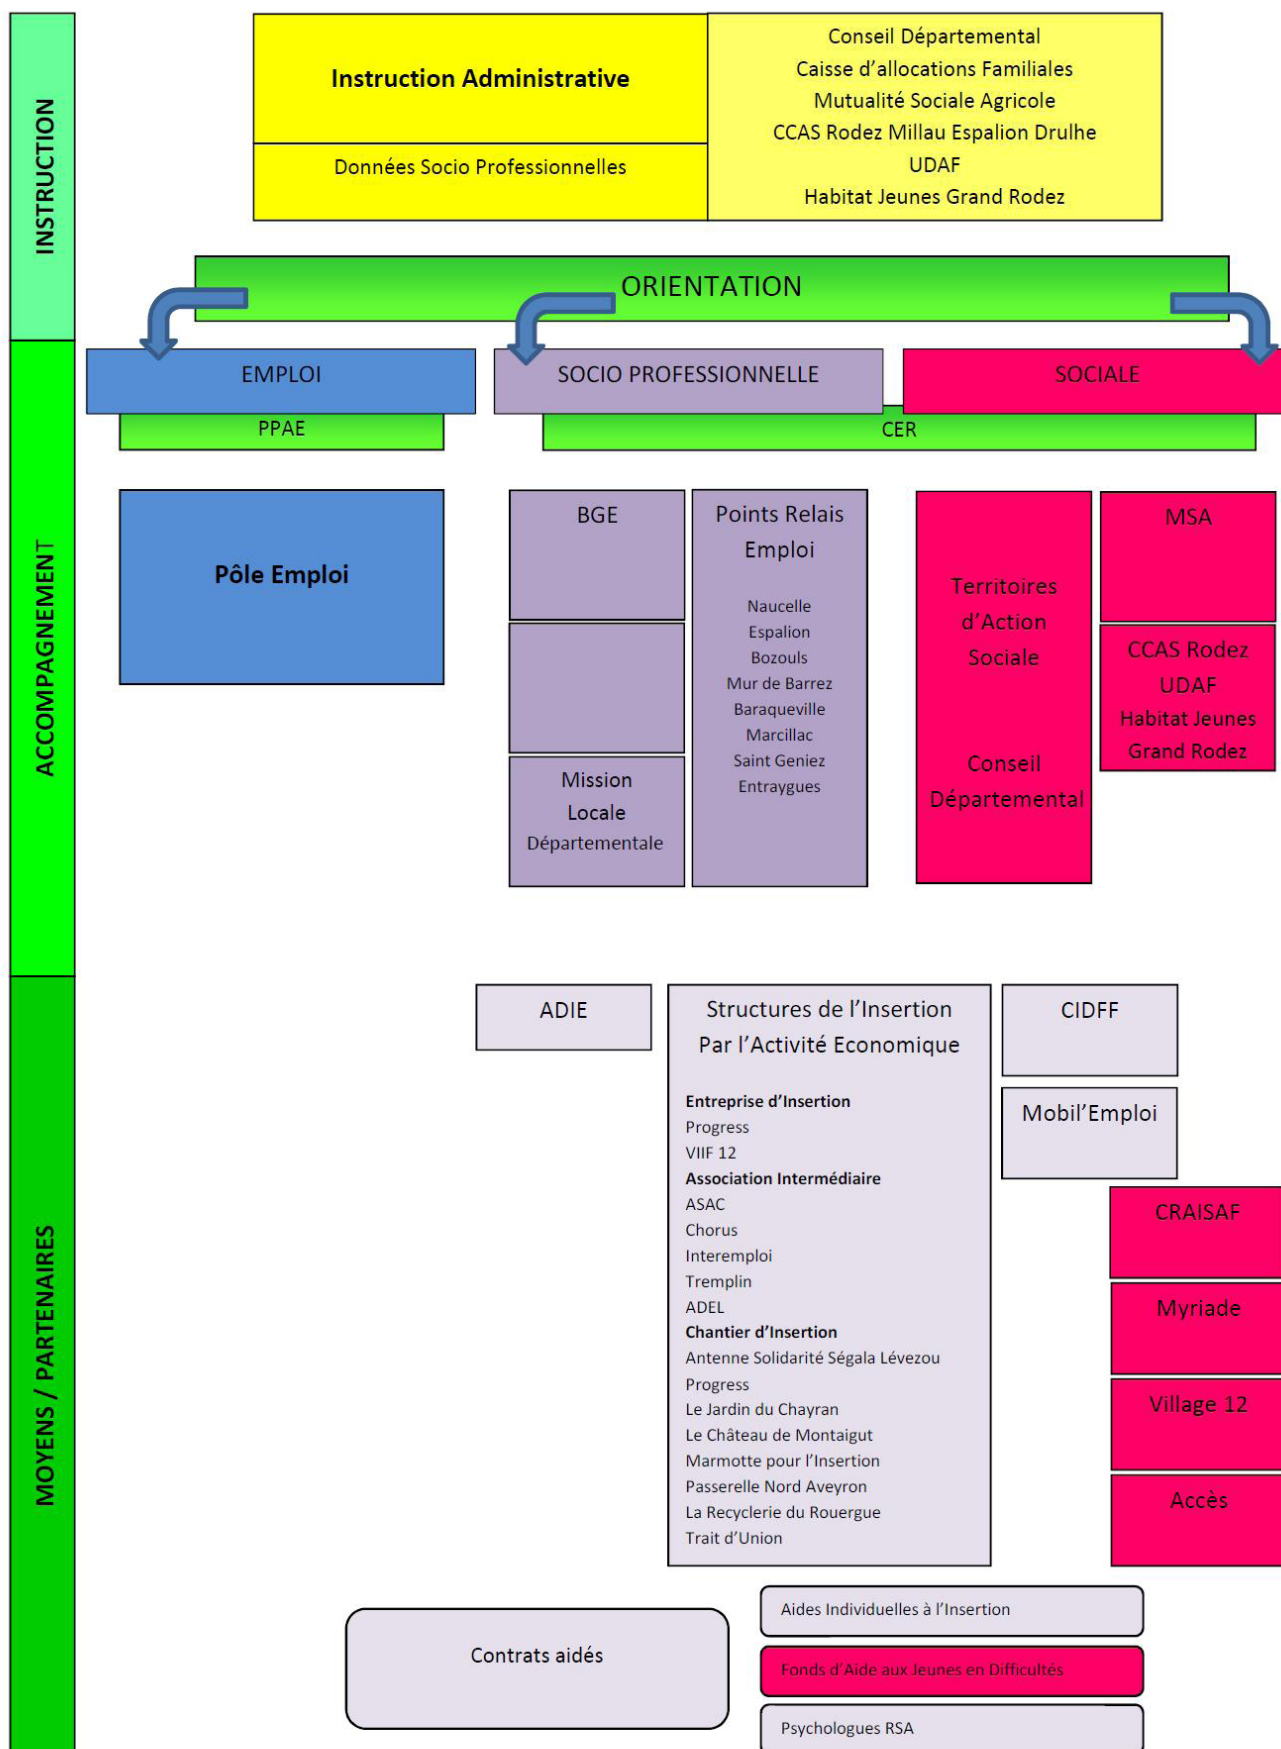 INSTRUCTION
Instruction Administrative
Données Socio Professionnelles
Conseil Départemental
Caisse d'allocations Familiales
Mutualité Sociale Agricole
CCAS Rodez Millau Espalion Drulhe
UDAF
Habitat Jeunes Grand Rodez
ORIENTATION
ACCOMPAGNEMENT
EMPLOI
SOCIO PROFESSIONNELLE
SOCIALE
PPAE
CER
Pôle Emploi
BGE
Mission
Locale
Départementale
Points Relais
Emploi
Naucelle
Espalion
Bozouls
Mur de Barrez
Baraqueville
Marcillac
Saint Geniez
Entraygues
Territoires
d'Action
Sociale
Conseil
Départemental
MSA
CCAS Rodez
UDAF
Habitat Jeunes
Grand Rodez
MOYENS / PARTENAIRES
ADIE
Structures de l'Insertion
Par l'Activité Economique
Entreprise d'Insertion
Progress
VIIF 12
Association Intermédiaire
ASAC
Chorus
Interemploi
Tremplin
ADEL
Chantier d'Insertion
Antenne Solidarité Ségala Lévezou
Progress
Le Jardin du Chayran
Le Château de Montaigut
Marmotte pour l'Insertion
Passerelle Nord Aveyron
La Recyclerie du Rouergue
Trait d'Union
CIDFF
Mobil'Emploi
CRAISAF
Myriade
Village 12
Accès
Contrats aidés
Aides Individuelles à l'Insertion
Fonds d'Aide aux Jeunes en Difficultés
Psychologues RSA